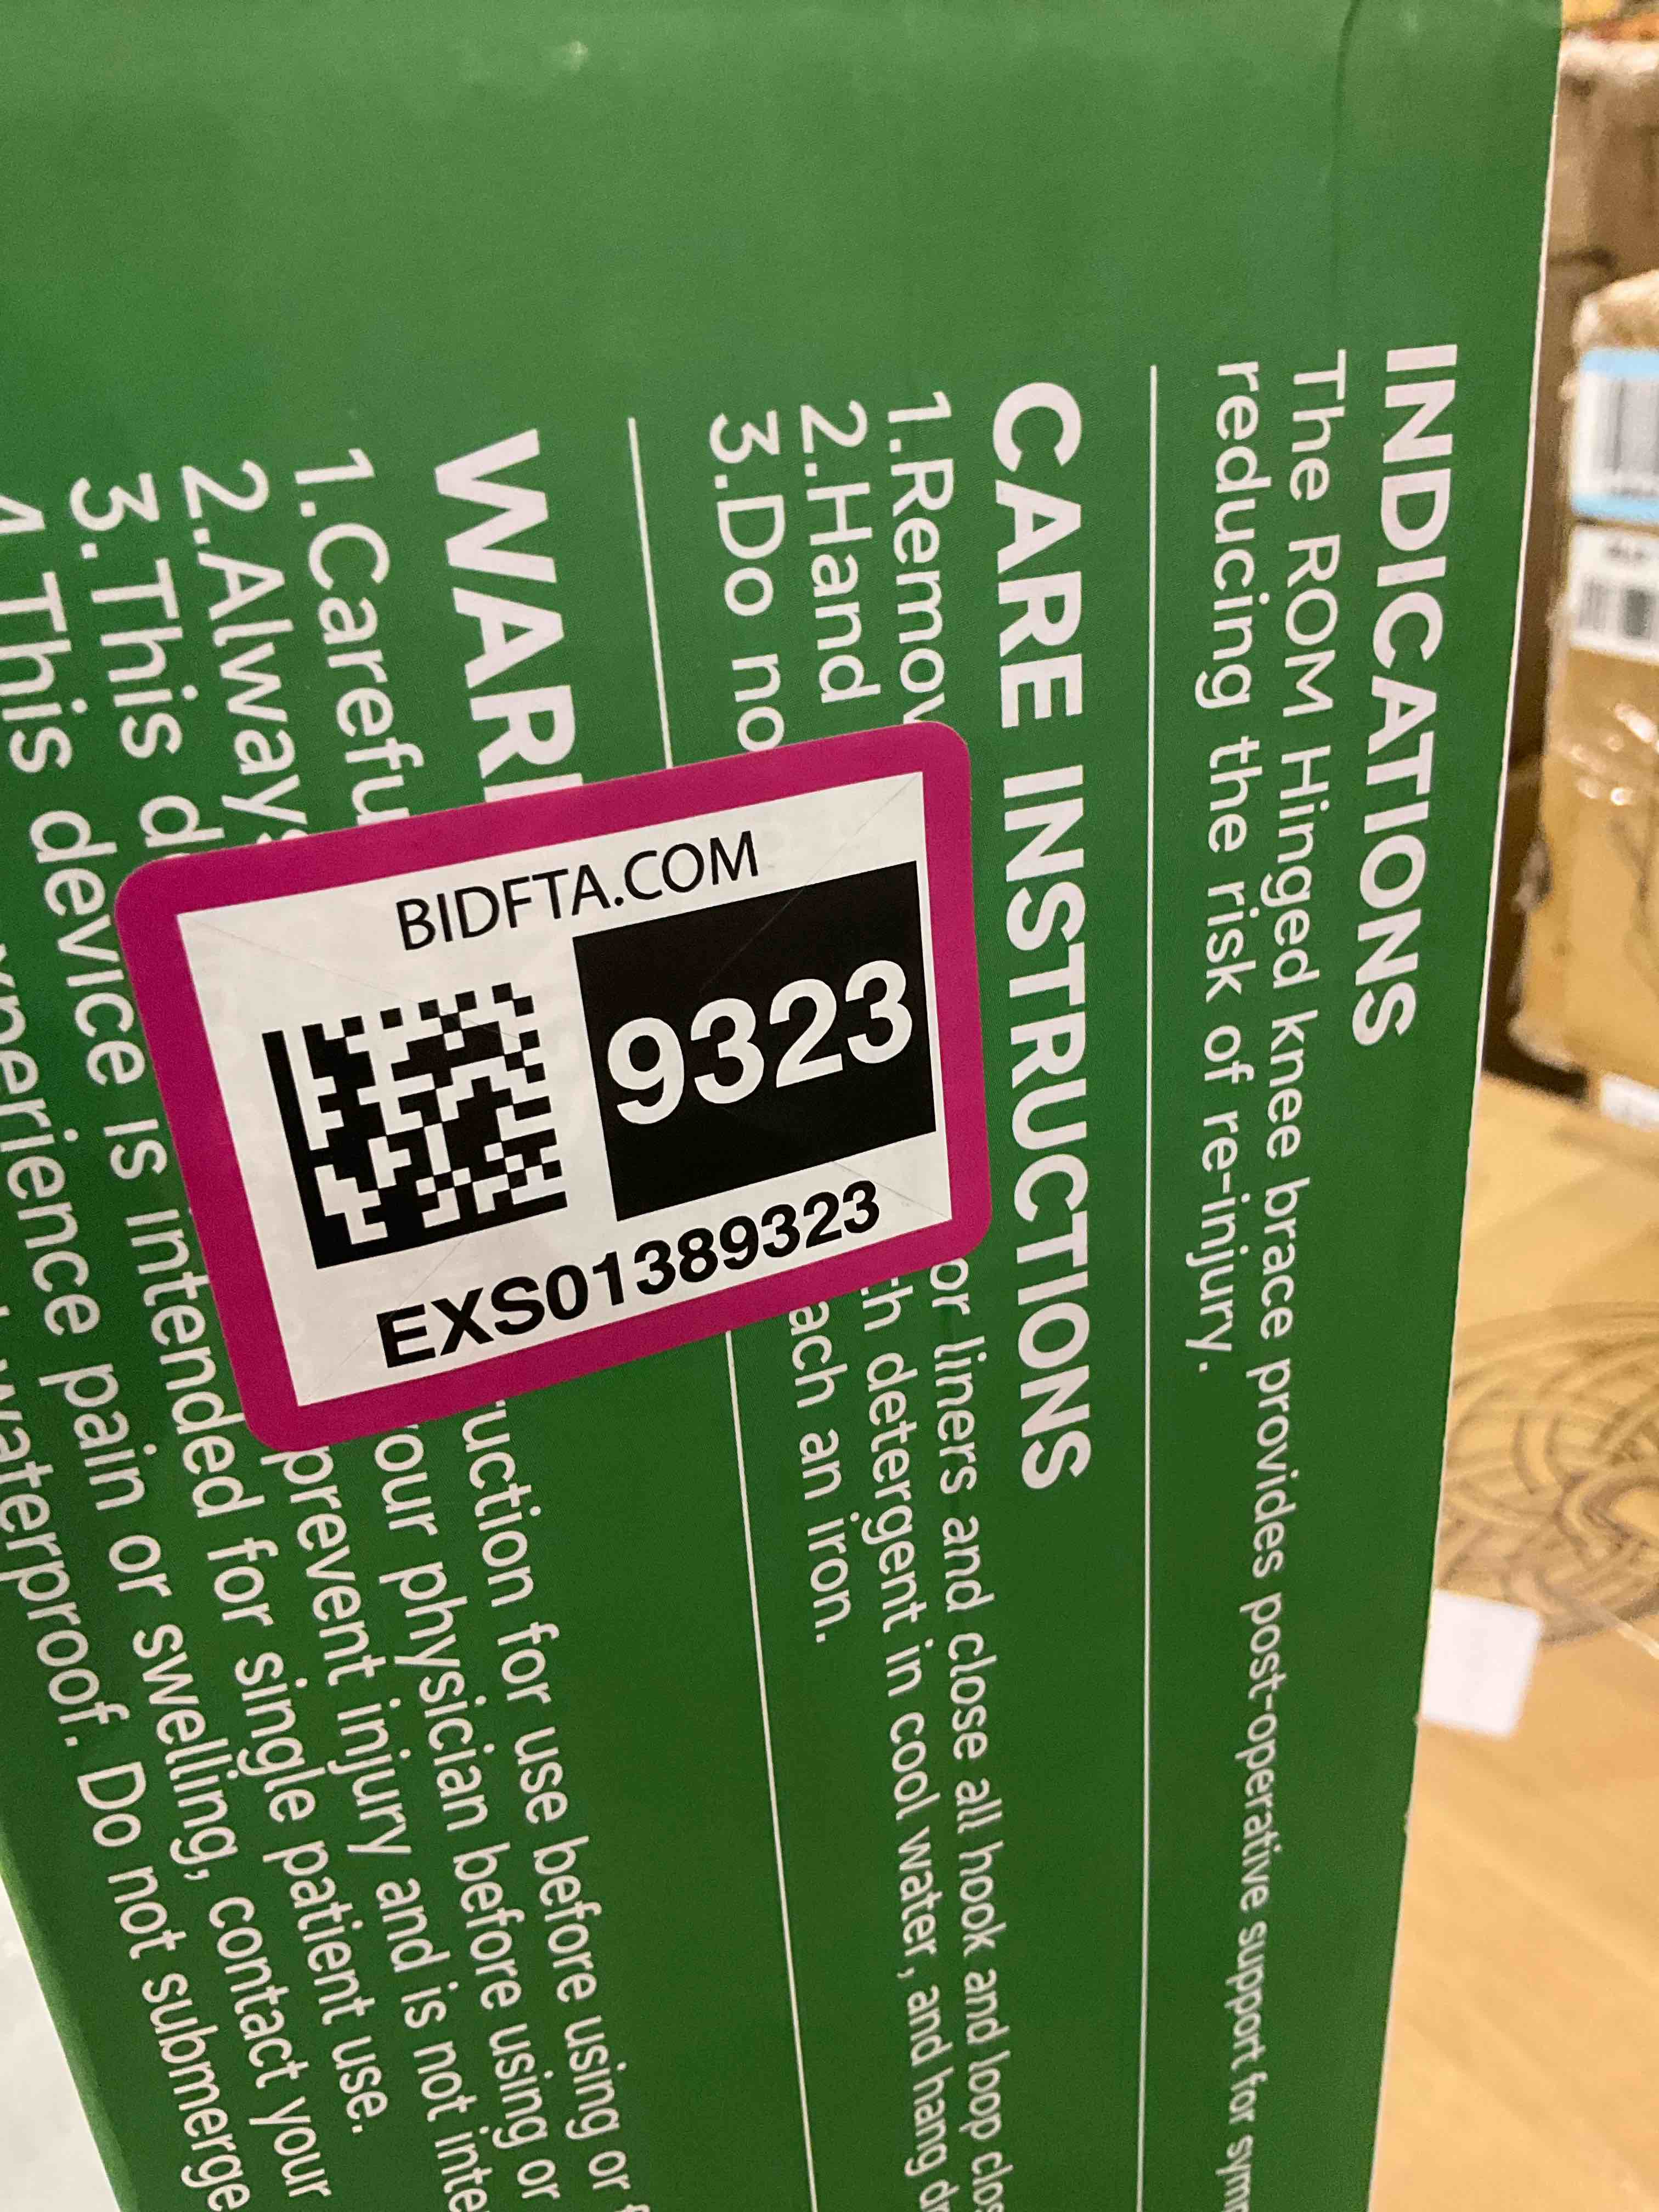 INDICATIONS
The ROM Hinged knee brace provides post-operative support for
reducing the risk of re-injury.
CARE INSTRUCTIONS
1.Remov or liners and close all hook and loop
2.Hand detergent in cool water, and hang
3.Do no ach an iron.
1.Carefu uction for use before using or
2.Always our physician before using or
3.This prevent injury and is not
4.This device is intended for single patient use.
experience pain or swelling, contact your
waterproof. Do not submerge
BIDFTA.COM
9323
EXS01389323